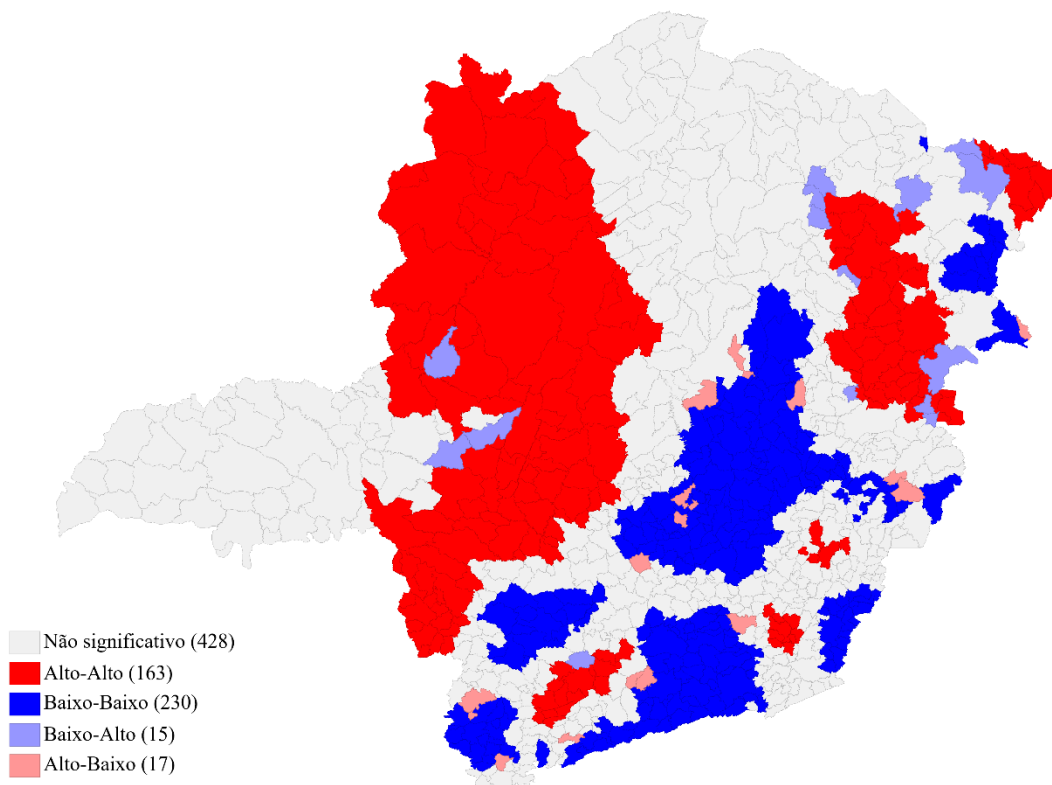 Não significativo (428)
Alto-Alto (163)
Baixo-Baixo (230)
Baixo-Alto (15)
Alto-Baixo (17)